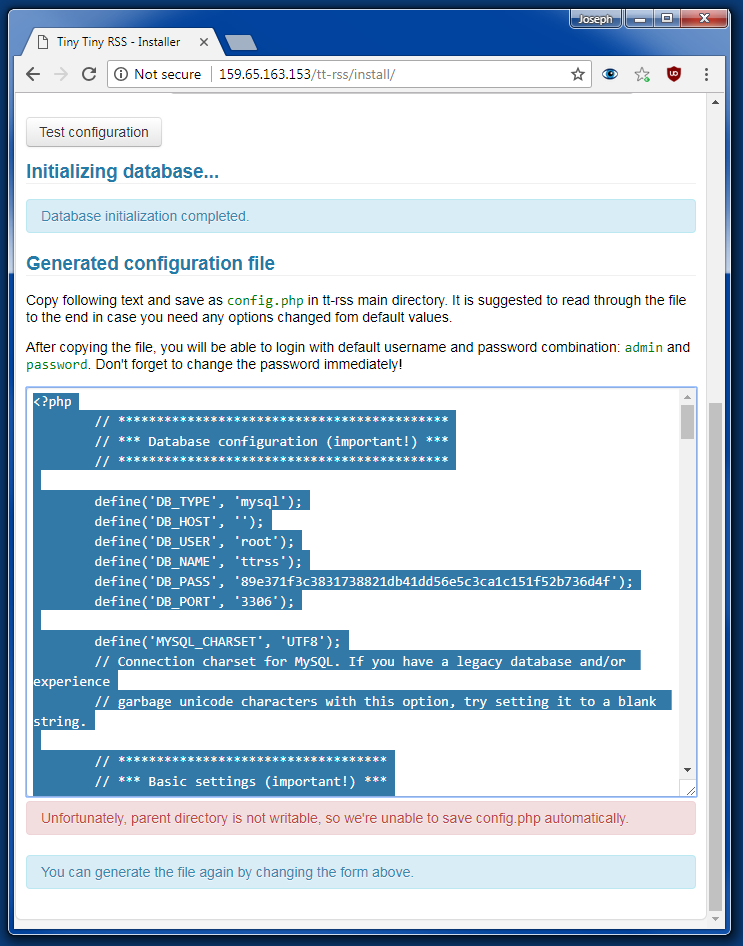 Joseph
Tiny Tiny RSS - Installer
Not secure
159.65.163.153/tt-rss/install/
Test configuration
Initializing database...
Database initialization completed.
Generated configuration file
Copy following text and save as config.php in tt-rss main directory. It is suggested to read through the file
to the end in case you need any options changed fom default values.
After copying the file, you will be able to login with default username and password combination: admin and
password. Don't forget to change the password immediately!
<?php
// *******************************************
// *** Database configuration (important!) ***
// *******************************************
define('DB_TYPE', 'mysql');
define('DB_HOST', '');
define('DB_USER', 'root');
define('DB_NAME', 'ttrss');
define('DB_PASS', '89e371f3c3831738821db41dd56e5c3ca1c151f52b736d4f');
define('DB_PORT', '3306');
define('MYSQL_CHARSET', 'UTF8');
// Connection charset for MySQL. If you have a legacy database and/or
experience
// garbage unicode characters with this option, try setting it to a blank
string.
// ***********************************
// *** Basic settings (important!) ***
Unfortunately, parent directory is not writable, so we're unable to save config.php automatically.
You can generate the file again by changing the form above.